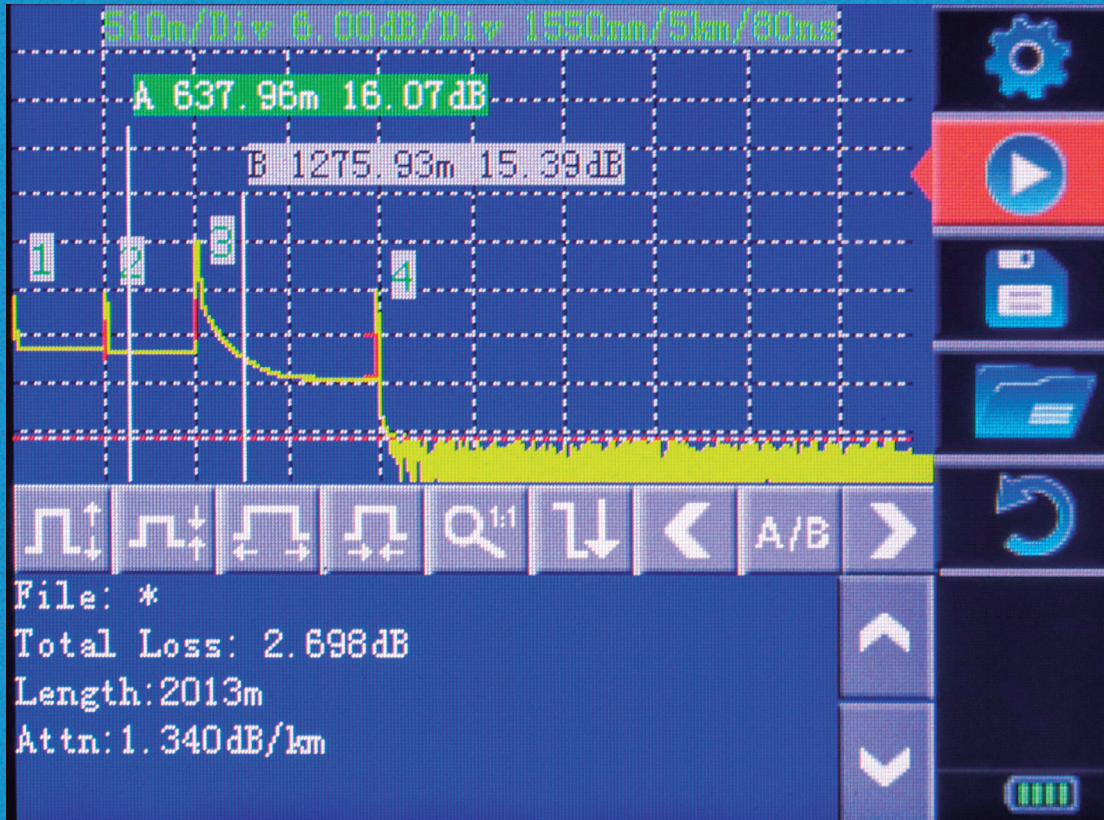 510m/Div 6.00dB/Div 1550nm/5km/80ns
A 637.96m 16.07dB
B 1275.93m 15.39dB
1
2
3
4
1:1
A/B
File: *
Total Loss: 2.698dB
Length:2013m
Attn:1.340dB/km